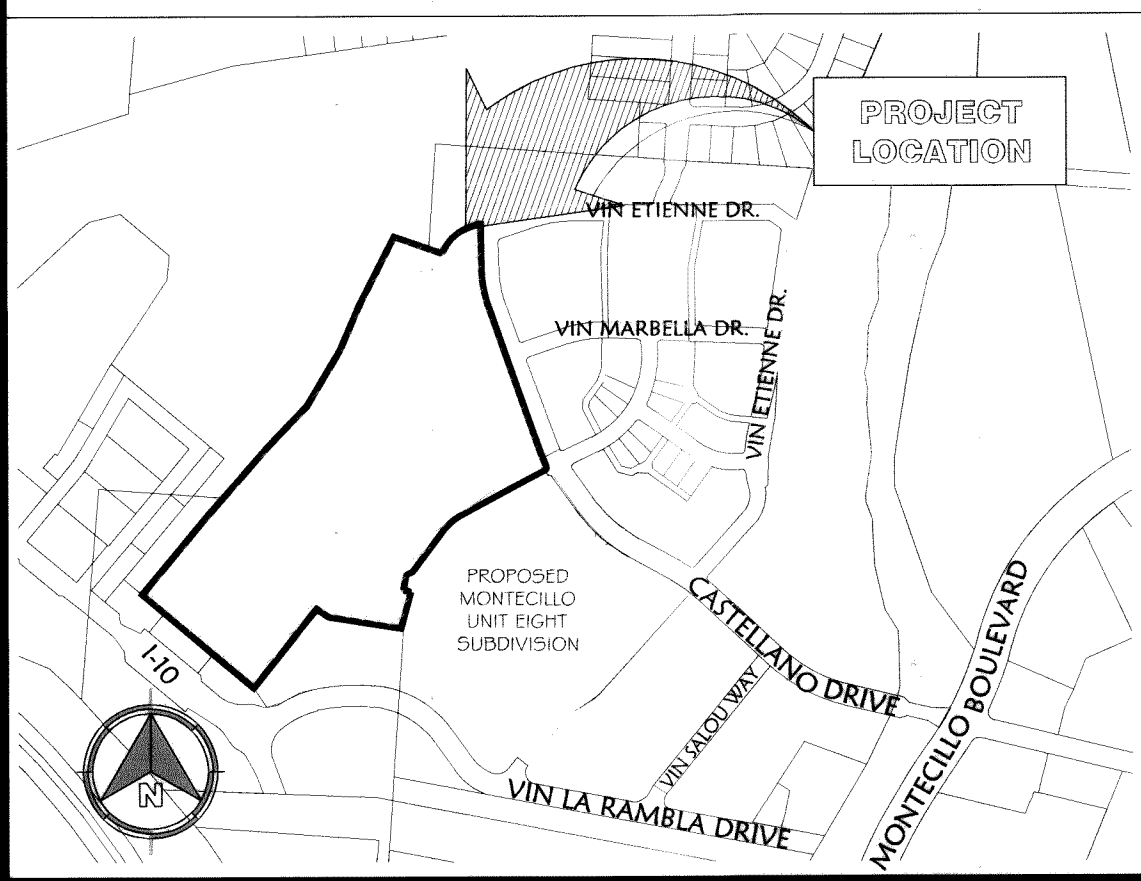 PROJECT
LOCATION
VIN ETIENNE DR.
VIN MARBELLA DR.
VIN ETIENNE DR.
PROPOSED
MONTECILLO
UNIT EIGHT
SUBDIVISION
I-10
CASTELLANO DRIVE
VIN SALOU WAY
MONTECILLO BOULEVARD
VIN LA RAMBLA DRIVE
N